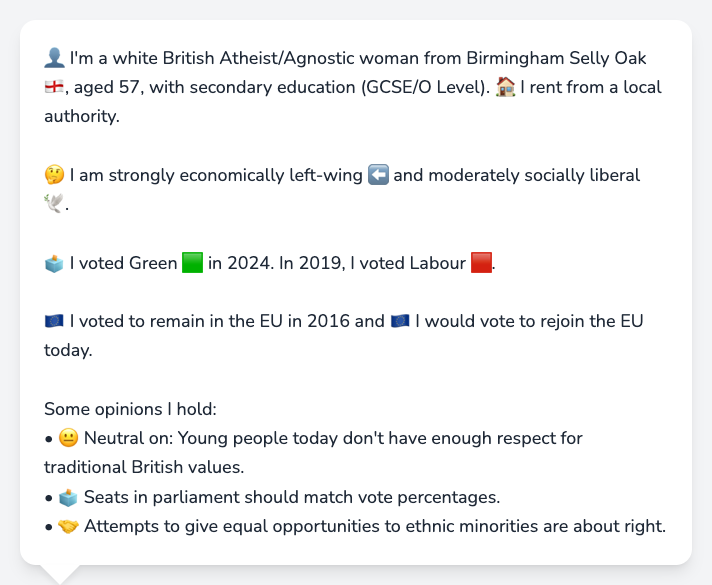 👤 I'm a white British Atheist/Agnostic woman from Birmingham Selly Oak
🏴󠁧󠁢󠁥󠁮󠁧󠁿, aged 57, with secondary education (GCSE/O Level). 🏠 I rent from a local
authority.
🤔 I am strongly economically left-wing ⬅️ and moderately socially liberal
🕊️.
🗳️ I voted Green 🟩 in 2024. In 2019, I voted Labour 🟥.
🇪🇺 I voted to remain in the EU in 2016 and 🇪🇺 I would vote to rejoin the EU
today.
Some opinions I hold:
• 😐 Neutral on: Young people today don't have enough respect for
traditional British values.
• 🗳️ Seats in parliament should match vote percentages.
• 🤝 Attempts to give equal opportunities to ethnic minorities are about right.